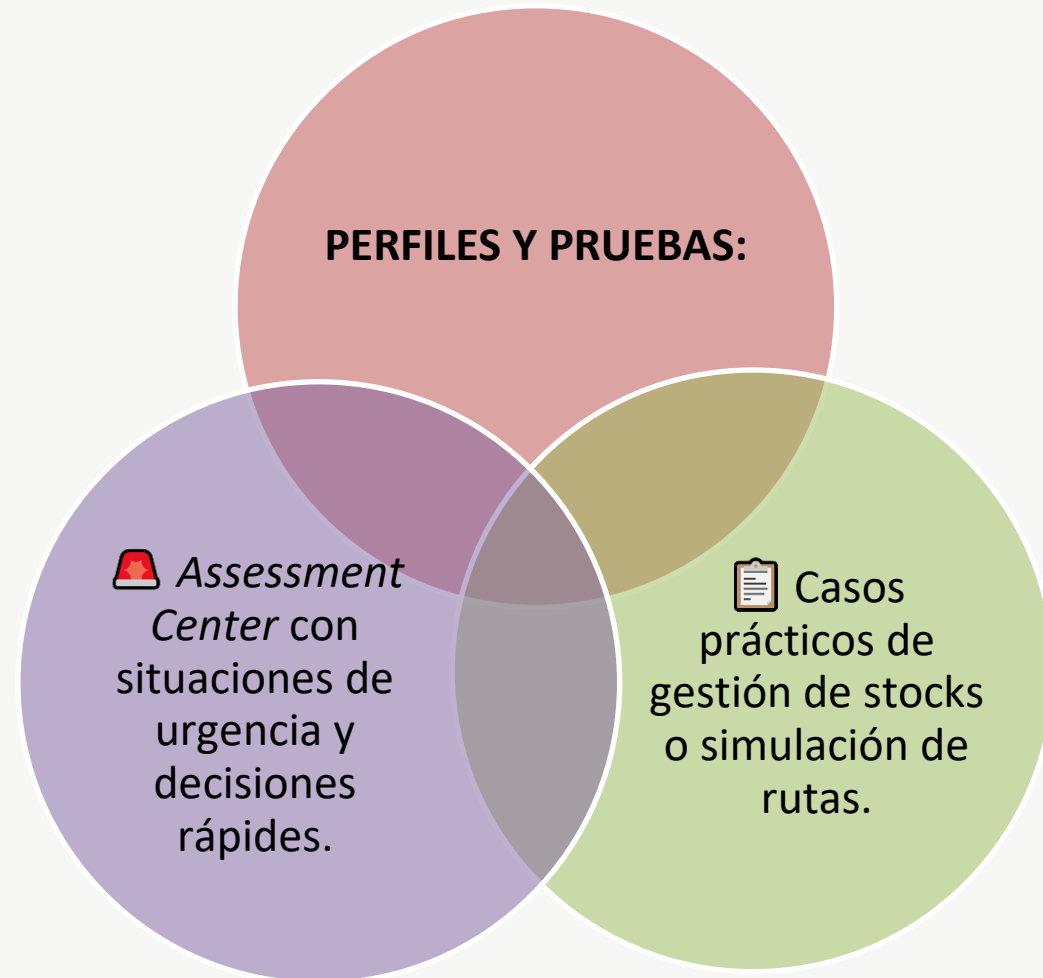 PERFILES Y PRUEBAS:
🚨 Assessment
Center con
situaciones de
urgencia y
decisiones
rápides.
📋 Casos
prácticos de
gestión de stocks
o simulación de
rutas.